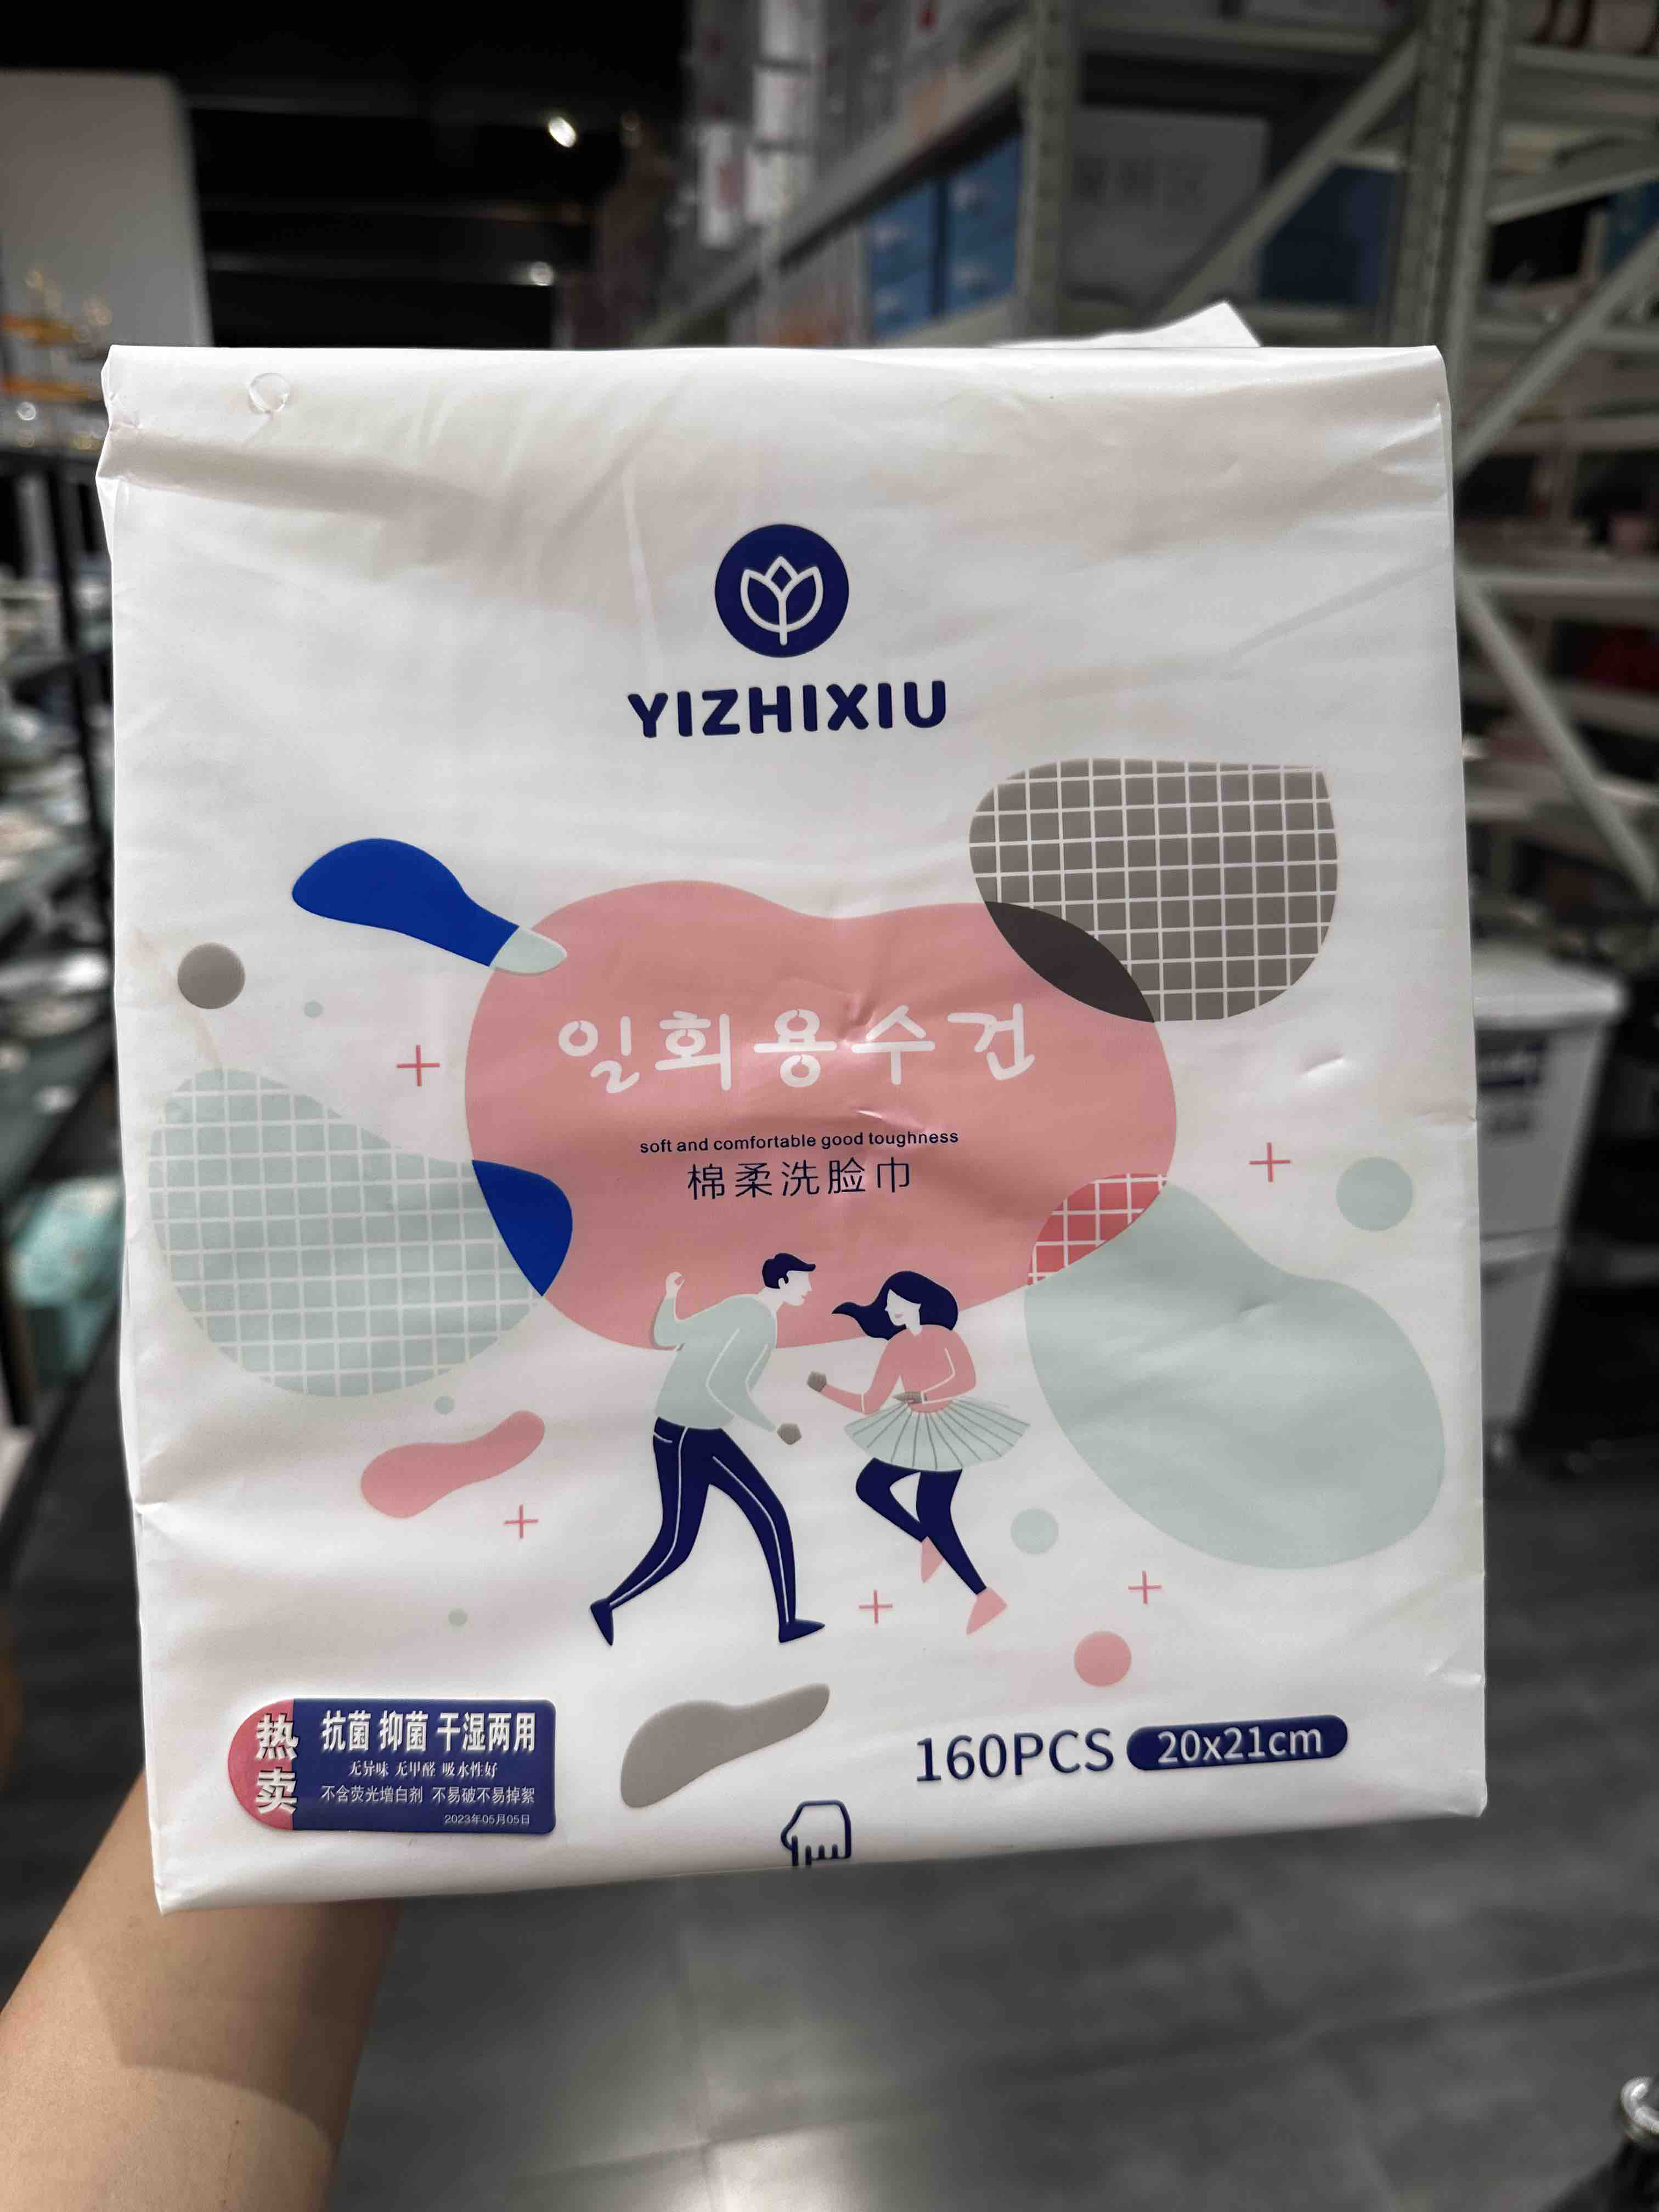 YIZHIXIU
일회용수건
soft and comfortable good toughness
棉柔洗脸巾
热卖
抗菌 抑菌 干湿两用
无异味 无甲醛 吸水性好
不含荧光增白剂 不易破不易掉絮
2023年05月05日
160PCS 20x21cm